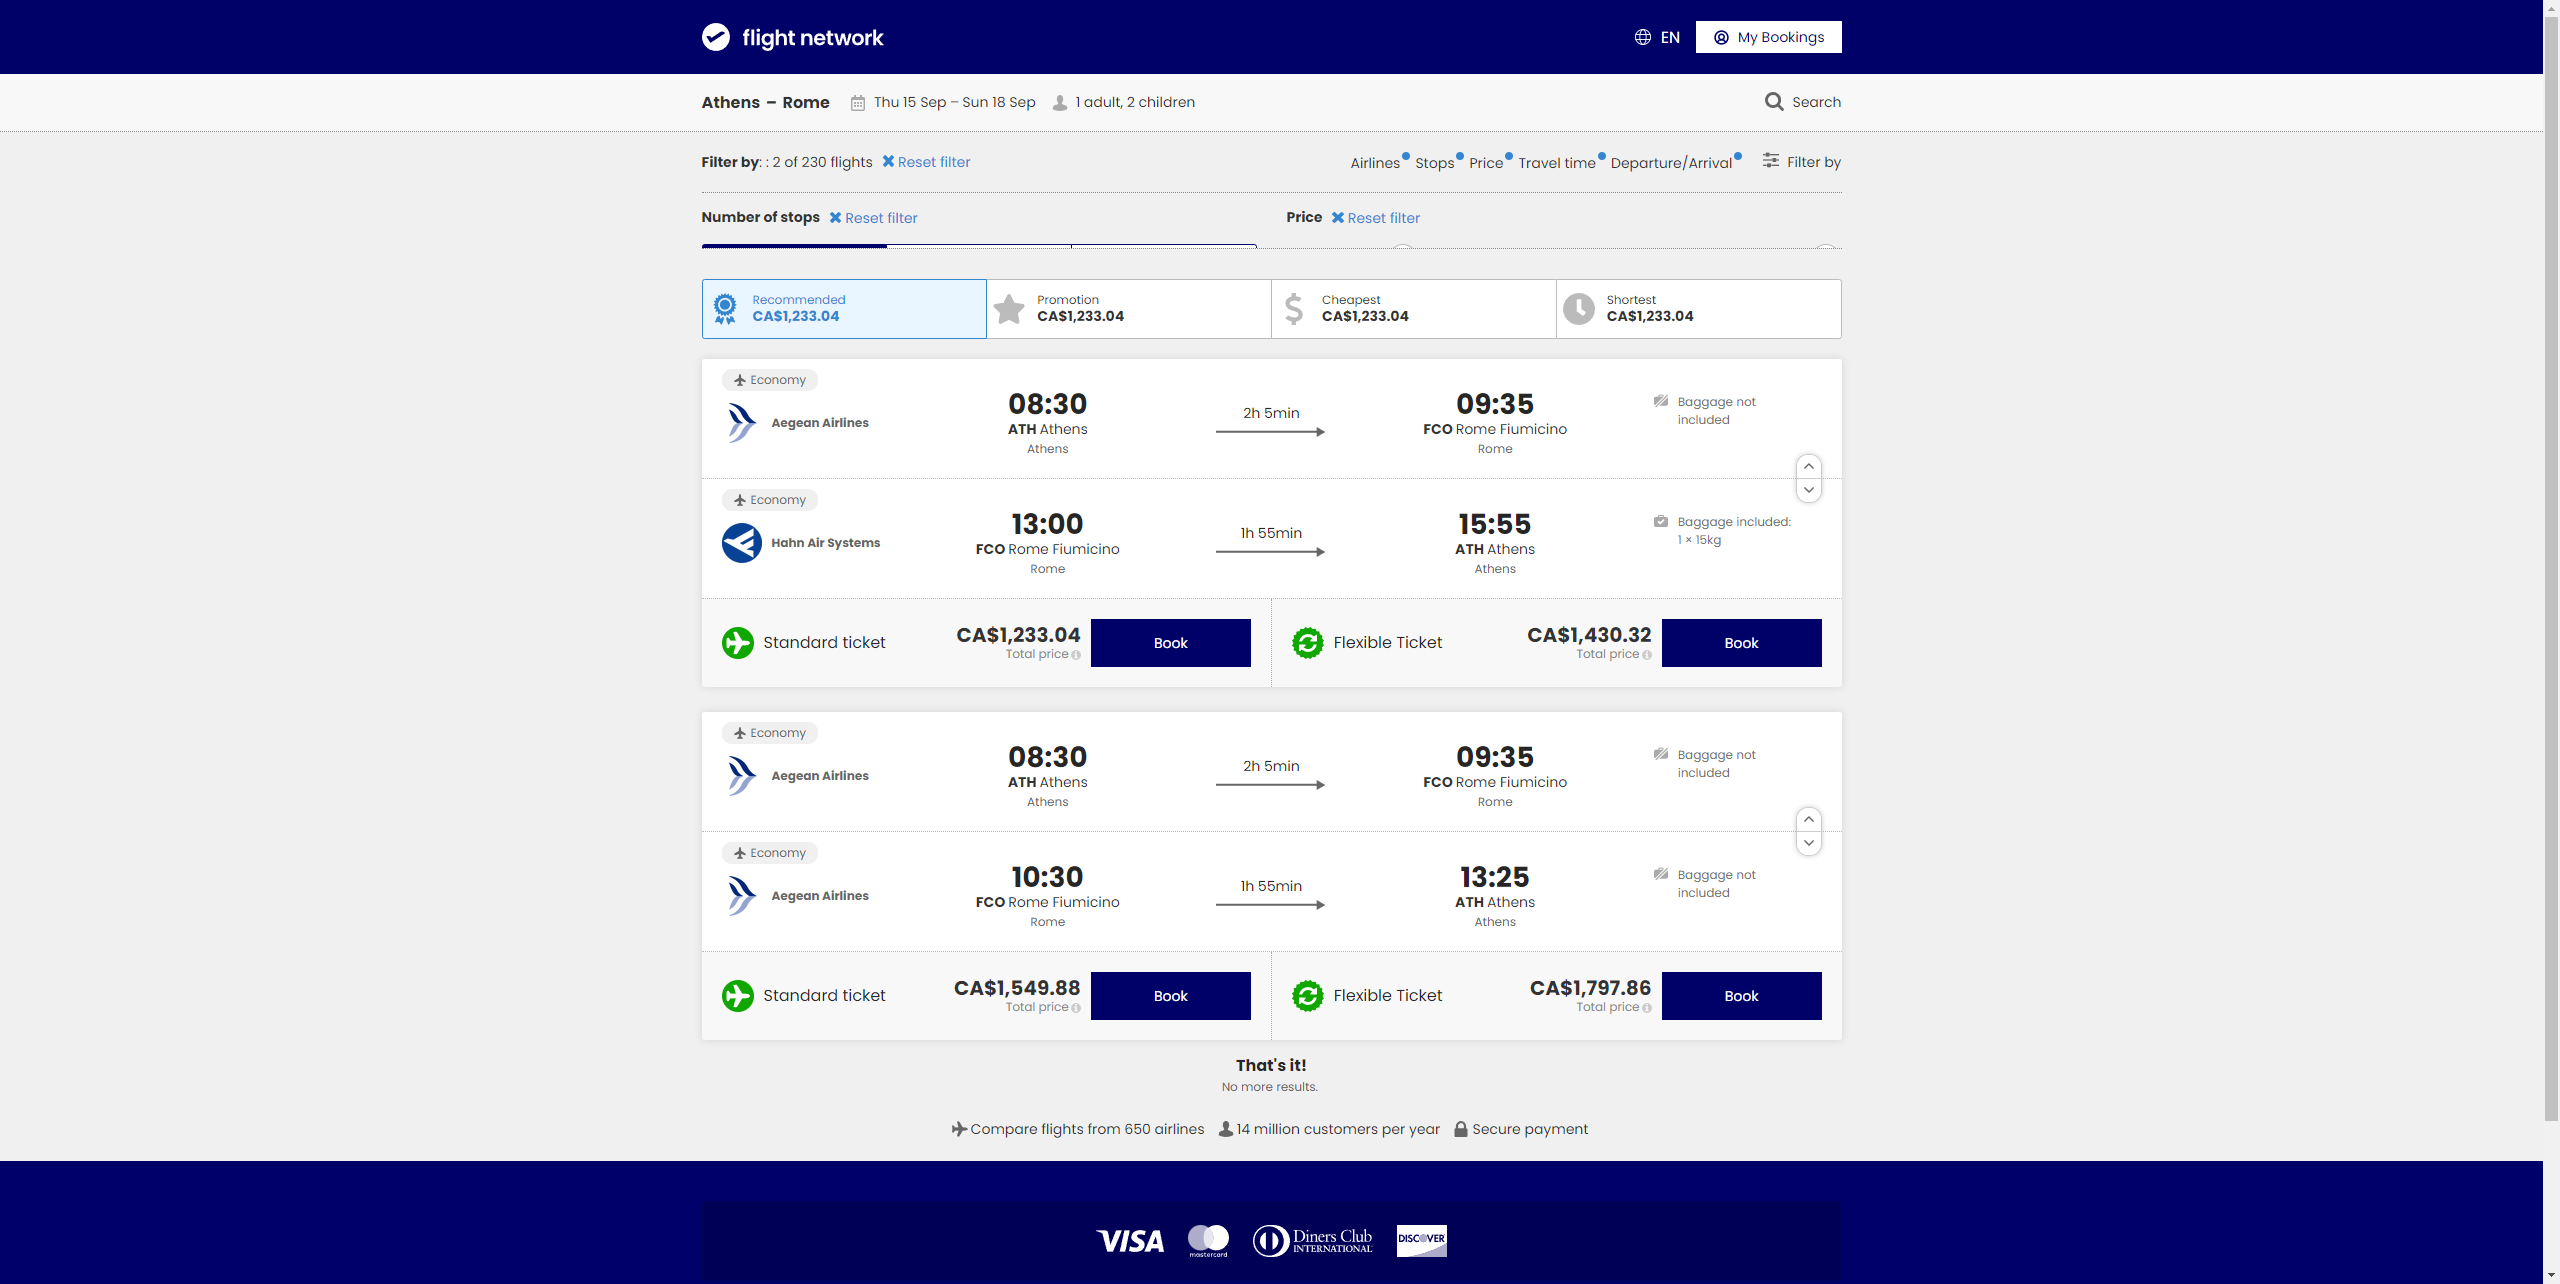 flight network
EN
My Bookings
Athens – Rome
Thu 15 Sep – Sun 18 Sep
1 adult, 2 children
Search
Filter by: : 2 of 230 flights
Reset filter
Airlines
Stops
Price
Travel time
Departure/Arrival
Filter by
Number of stops
Reset filter
Price
Reset filter
Recommended
CA$1,233.04
Promotion
CA$1,233.04
Cheapest
CA$1,233.04
Shortest
CA$1,233.04
Economy
Aegean Airlines
08:30
ATH Athens
Athens
2h 5min
09:35
FCO Rome Fiumicino
Rome
Baggage not
included
Economy
Hahn Air Systems
13:00
FCO Rome Fiumicino
Rome
1h 55min
15:55
ATH Athens
Athens
Baggage included:
1 × 15kg
Standard ticket
CA$1,233.04
Total price
Book
Flexible Ticket
CA$1,430.32
Total price
Book
Economy
Aegean Airlines
08:30
ATH Athens
Athens
2h 5min
09:35
FCO Rome Fiumicino
Rome
Baggage not
included
Economy
Aegean Airlines
10:30
FCO Rome Fiumicino
Rome
1h 55min
13:25
ATH Athens
Athens
Baggage not
included
Standard ticket
CA$1,549.88
Total price
Book
Flexible Ticket
CA$1,797.86
Total price
Book
That's it!
No more results.
Compare flights from 650 airlines
14 million customers per year
Secure payment
VISA
mastercard
Diners Club
INTERNATIONAL
DISCOVER